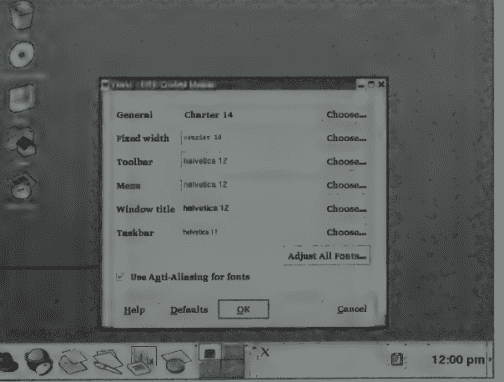 General Charter 14 Choose...
Fixed width courier 10 Choose...
Toolbar helvetica 12 Choose...
Menu helvetica 12 Choose...
Window title helvetica 12 Choose...
Taskbar helvetica 11 Choose...
Adjust All Fonts...
Use Anti-Aliasing for fonts
Help Defaults OK Cancel
12:00 pm